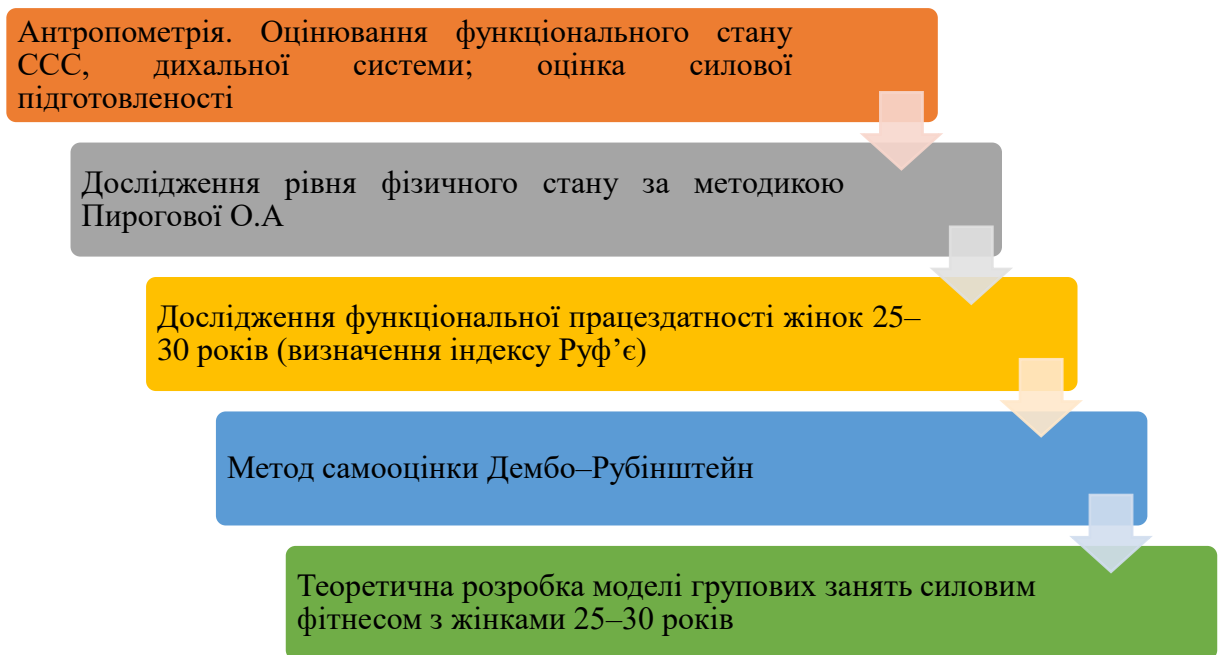 Антропометрія. Оцінювання функціонального стану
ССС, дихальної системи; оцінка силової
підготовленості
Дослідження рівня фізичного стану за методикою
Пирогової О.А
Дослідження функціональної працездатності жінок 25–
30 років (визначення індексу Руф’є)
Метод самооцінки Дембо–Рубінштейн
Теоретична розробка моделі групових занять силовим
фітнесом з жінками 25–30 років